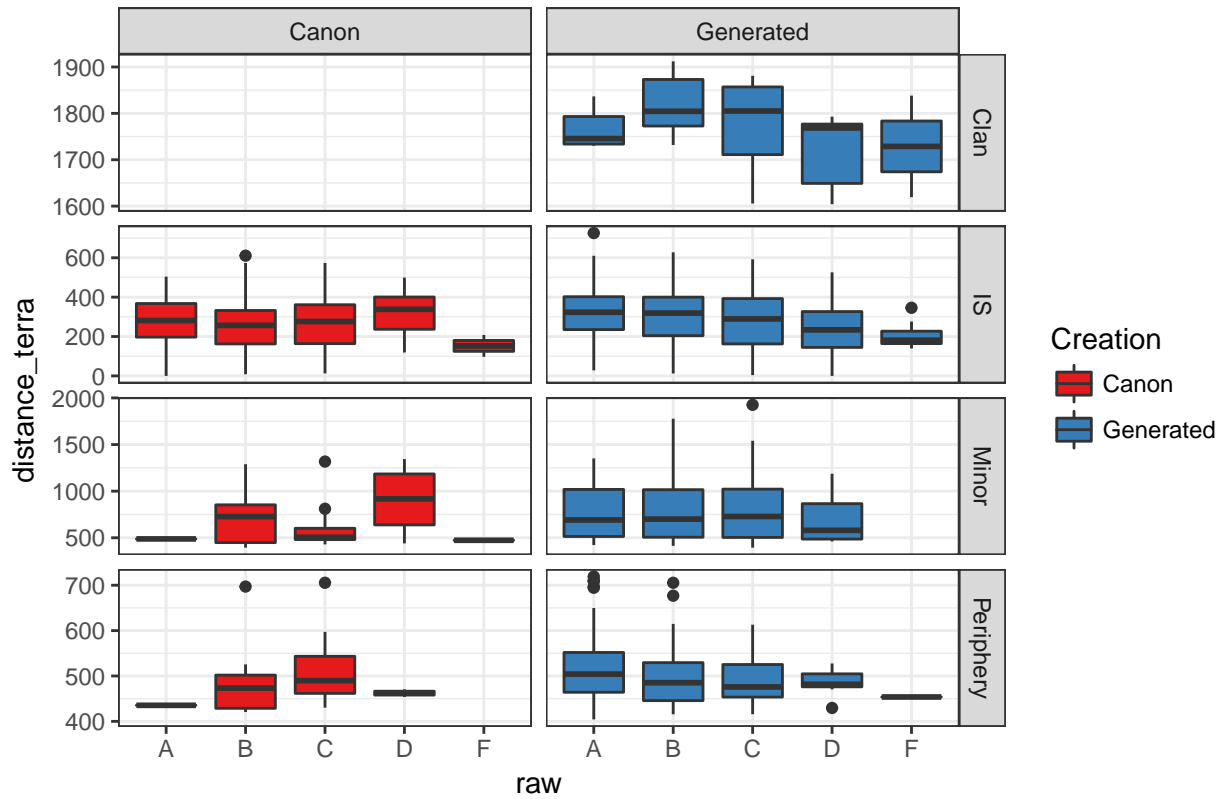 Canon
Generated
1900
1800
1700
1600
Clan
600
400
200
0
IS
2000
1500
1000
500
Minor
700
600
500
400
Periphery
distance_terra
A B C D F
A B C D F
raw
Creation
Canon
Generated